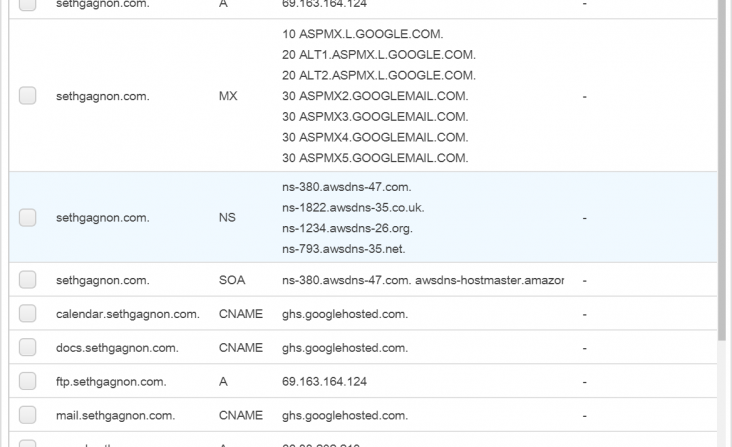 sethgagnon.com. A 69.163.164.124 -
10 ASPMX.L.GOOGLE.COM.
20 ALT1.ASPMX.L.GOOGLE.COM.
20 ALT2.ASPMX.L.GOOGLE.COM.
sethgagnon.com. MX 30 ASPMX2.GOOGLEMAIL.COM. -
30 ASPMX3.GOOGLEMAIL.COM.
30 ASPMX4.GOOGLEMAIL.COM.
30 ASPMX5.GOOGLEMAIL.COM.
ns-380.awsdns-47.com.
ns-1822.awsdns-35.co.uk.
sethgagnon.com. NS -
ns-1234.awsdns-26.org.
ns-793.awsdns-35.net.
sethgagnon.com. SOA ns-380.awsdns-47.com. awsdns-hostmaster.amazor -
calendar.sethgagnon.com. CNAME ghs.googlehosted.com. -
docs.sethgagnon.com. CNAME ghs.googlehosted.com. -
ftp.sethgagnon.com. A 69.163.164.124 -
mail.sethgagnon.com. CNAME ghs.googlehosted.com. -